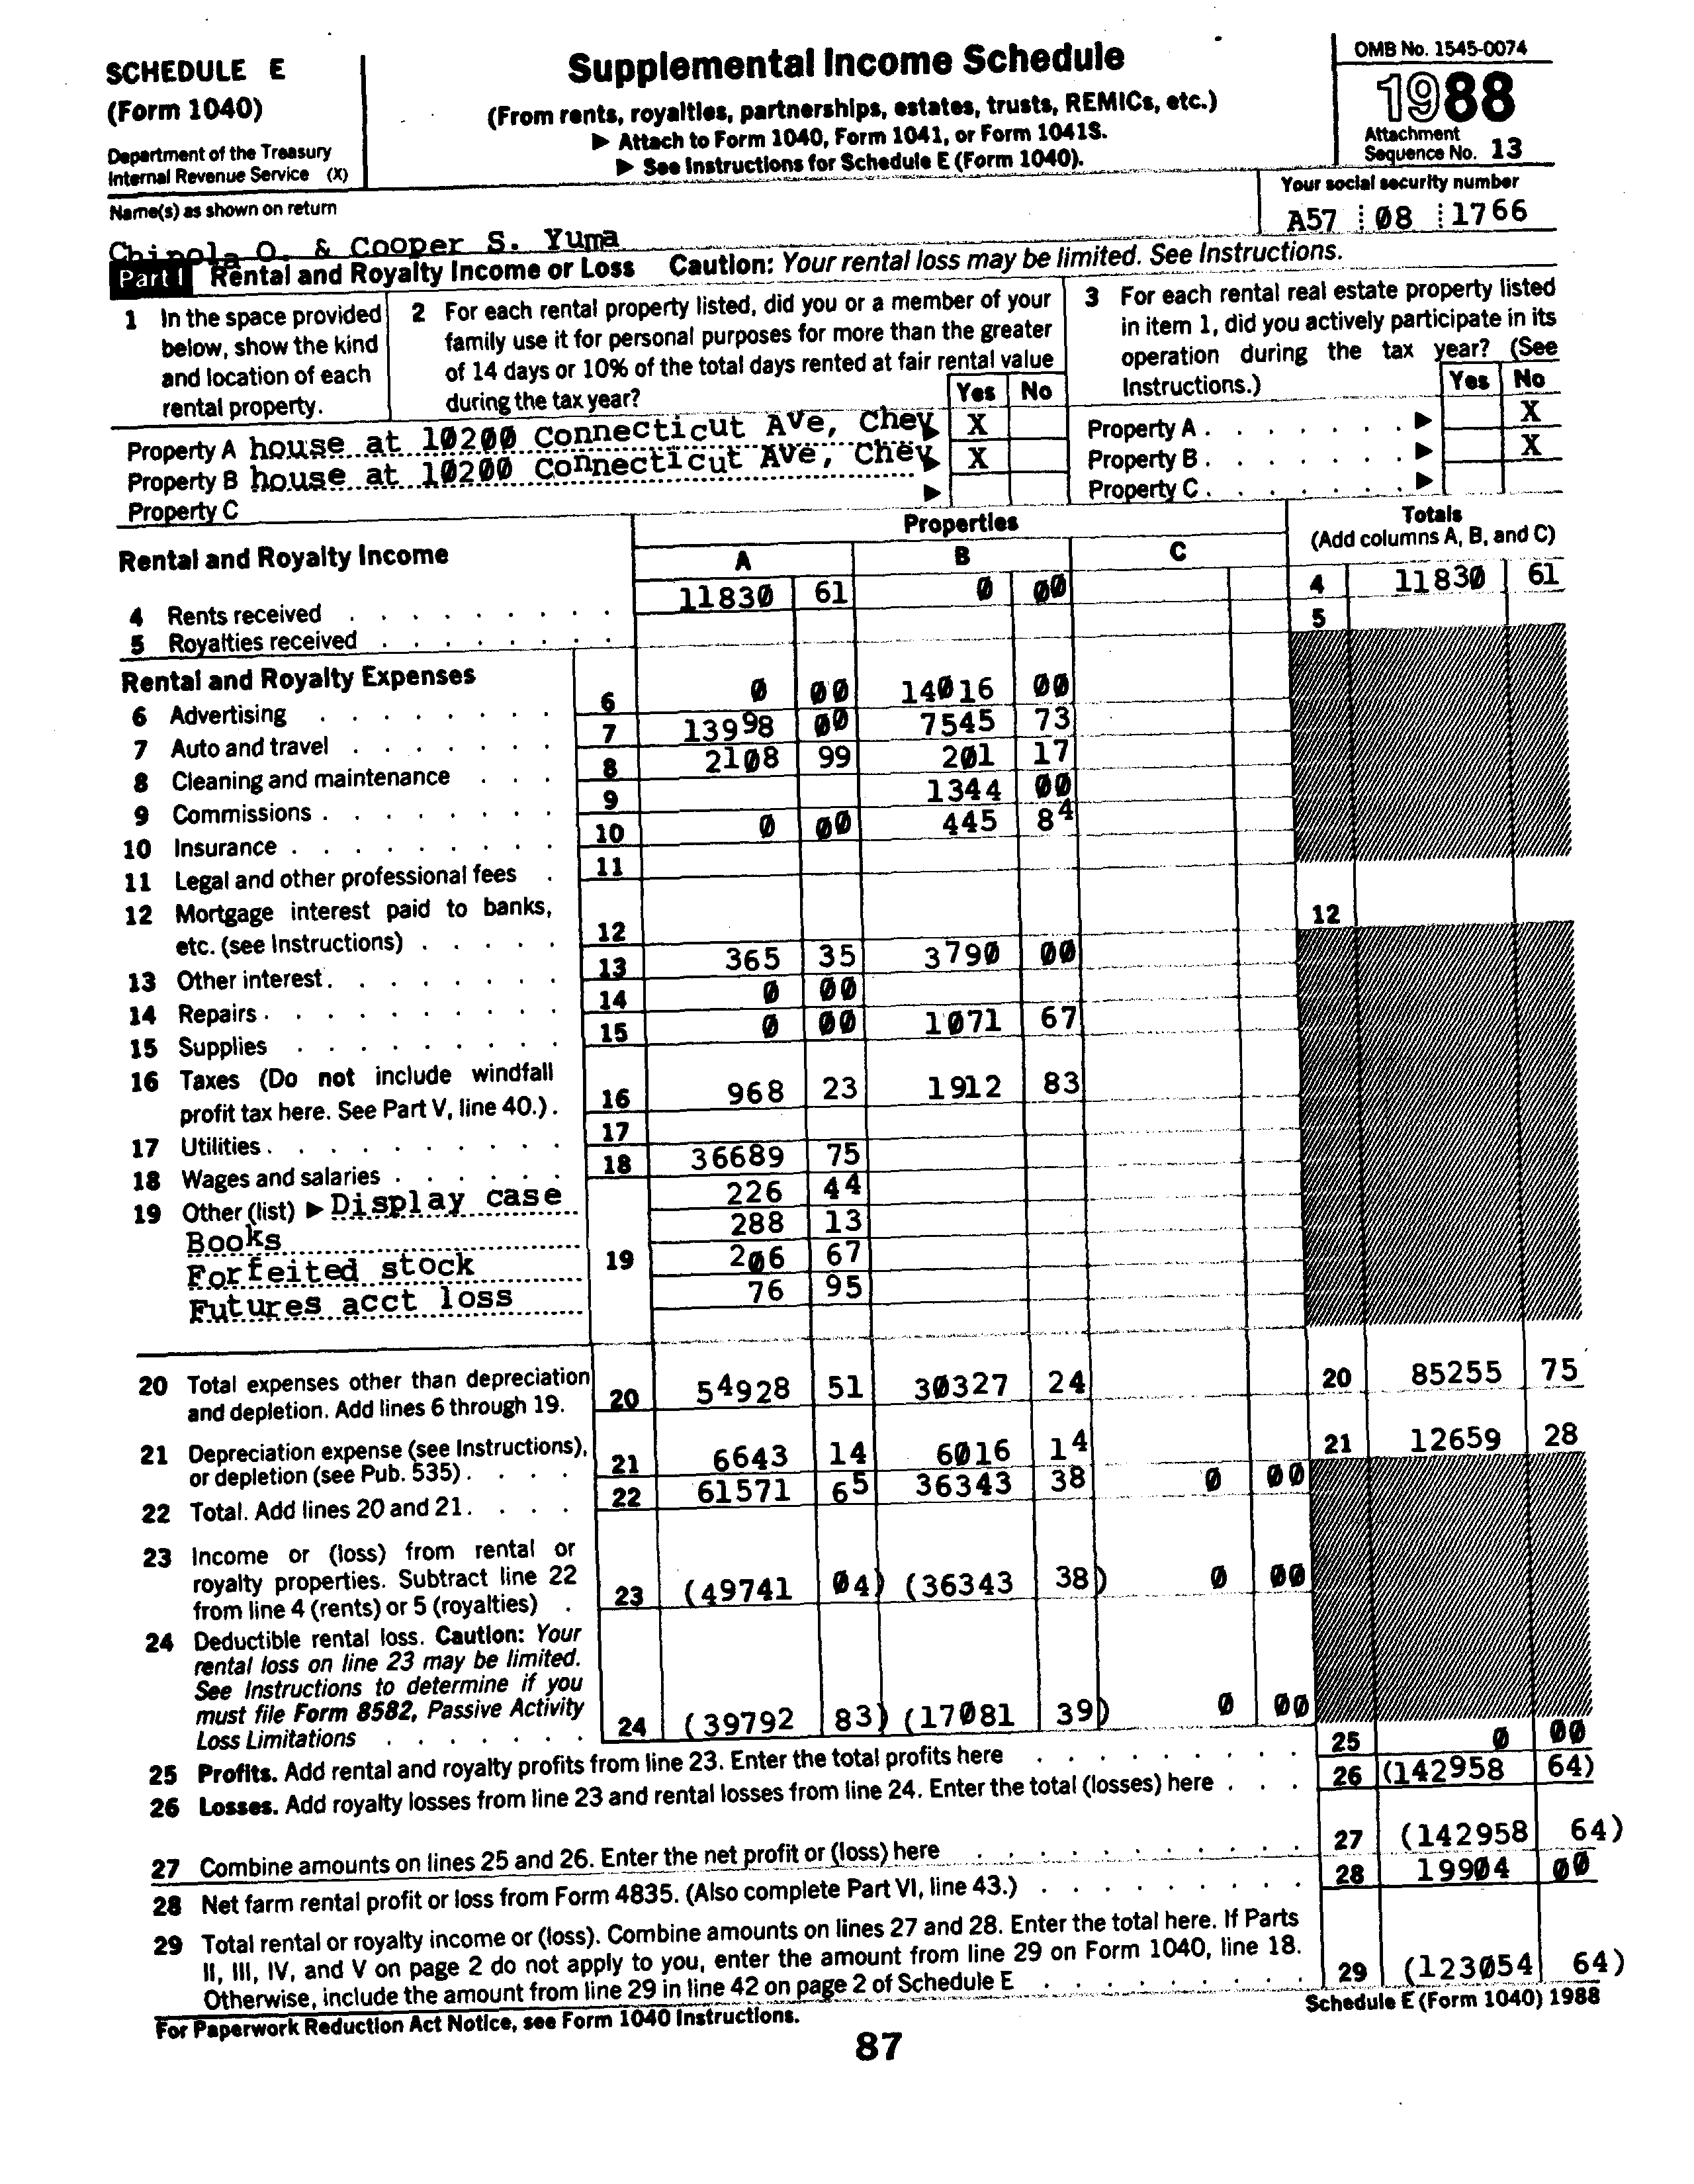 SCHEDULE E
(Form 1040)
Department of the Treasury
Internal Revenue Service (X)
Supplemental Income Schedule
(From rents, royalties, partnerships, estates, trusts, REMICs, etc.)
▶ Attach to Form 1040, Form 1041, or Form 1041S.
▶ See Instructions for Schedule E (Form 1040).
OMB No. 1545-0074
1988
Attachment
Sequence No. 13
Name(s) as shown on return
Chipola O. & Cooper S. Yuma
Your social security number
A57 08 1766
Part I Rental and Royalty Income or Loss Caution: Your rental loss may be limited. See Instructions.
1 In the space provided
below, show the kind
and location of each
rental property.
2 For each rental property listed, did you or a member of your
family use it for personal purposes for more than the greater
of 14 days or 10% of the total days rented at fair rental value
during the tax year?
Yes No
3 For each rental real estate property listed
in item 1, did you actively participate in its
operation during the tax year? (See
Instructions.)
Yes No
Property A house at 10200 Connecticut AVe, Chev ▶ X
Property B house at 10200 Connecticut AVe, Chev ▶ X
Property C ▶
Property A . . . . . . . ▶ X
Property B . . . . . . . ▶ X
Property C . . . . . . . ▶
Rental and Royalty Income
Properties
A B C
Totals
(Add columns A, B, and C)
4 Rents received 11830 61 0 00 4 11830 61
5 Royalties received 5
Rental and Royalty Expenses
6 Advertising 6 0 00 14016 00
7 Auto and travel 7 13998 00 7545 73
8 Cleaning and maintenance 8 2108 99 201 17
9 Commissions 9 1344 00
10 Insurance 10 0 00 445 84
11 Legal and other professional fees 11
12 Mortgage interest paid to banks,
etc. (see Instructions) 12 12
13 Other interest 13 365 35 3790 00
14 Repairs 14 0 00
15 Supplies 15 0 00 1071 67
16 Taxes (Do not include windfall
profit tax here. See Part V, line 40.) 16 968 23 1912 83
17 Utilities 17
18 Wages and salaries 18 36689 75
19 Other (list) ▶ Display case 226 44
Books 288 13
Forfeited stock 19 206 67
Futures acct loss 76 95
20 Total expenses other than depreciation
and depletion. Add lines 6 through 19. 20 54928 51 30327 24 20 85255 75
21 Depreciation expense (see Instructions),
or depletion (see Pub. 535) 21 6643 14 6016 14 21 12659 28
22 Total. Add lines 20 and 21 22 61571 65 36343 38 0 00
23 Income or (loss) from rental or
royalty properties. Subtract line 22
from line 4 (rents) or 5 (royalties) 23 (49741 04) (36343 38) 0 00
24 Deductible rental loss. Caution: Your
rental loss on line 23 may be limited.
See Instructions to determine if you
must file Form 8582, Passive Activity
Loss Limitations 24 (39792 83) (17081 39) 0 00
25 Profits. Add rental and royalty profits from line 23. Enter the total profits here 25 0 00
26 Losses. Add royalty losses from line 23 and rental losses from line 24. Enter the total (losses) here 26 (142958 64)
27 Combine amounts on lines 25 and 26. Enter the net profit or (loss) here 27 (142958 64)
28 Net farm rental profit or loss from Form 4835. (Also complete Part VI, line 43.) 28 19904 00
29 Total rental or royalty income or (loss). Combine amounts on lines 27 and 28. Enter the total here. If Parts
II, III, IV, and V on page 2 do not apply to you, enter the amount from line 29 on Form 1040, line 18.
Otherwise, include the amount from line 29 in line 42 on page 2 of Schedule E 29 (123054 64)
For Paperwork Reduction Act Notice, see Form 1040 Instructions.
Schedule E (Form 1040) 1988
87